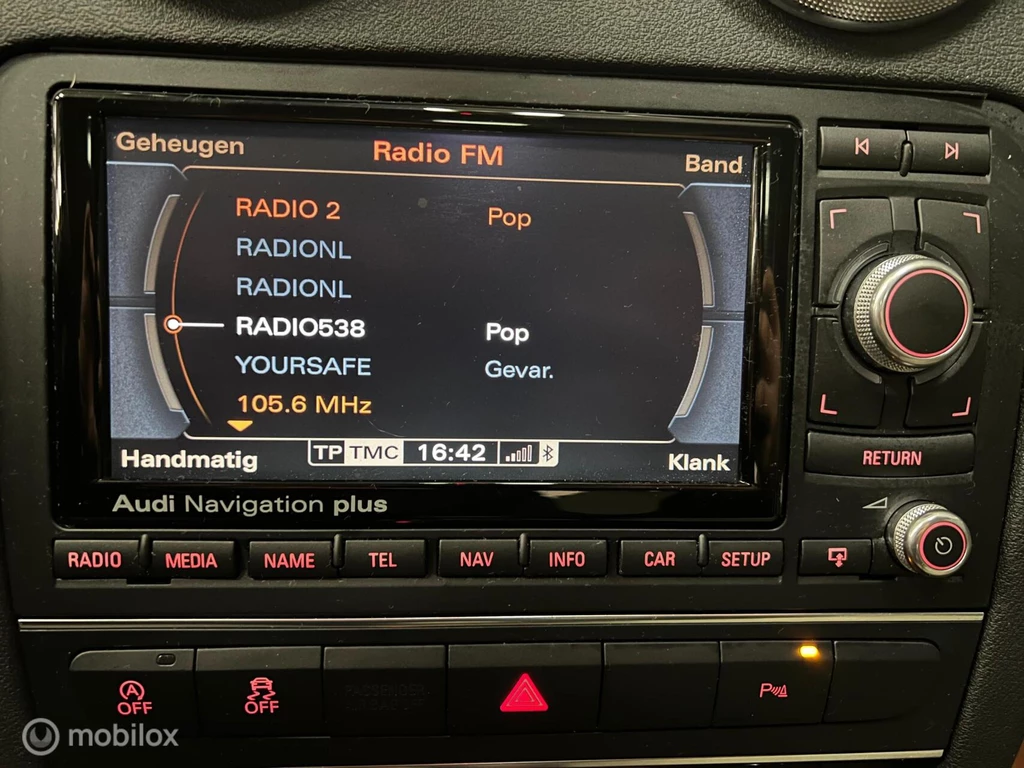 Geheugen Radio FM Band
RADIO 2 Pop
RADIONL
RADIONL
RADIO538 Pop
YOURSAFE Gevar.
105.6 MHz
Handmatig TP TMC 16:42 Klank
Audi Navigation plus
RETURN
RADIO MEDIA NAME TEL NAV INFO CAR SETUP
A OFF OFF PASSENGER P
mobilox